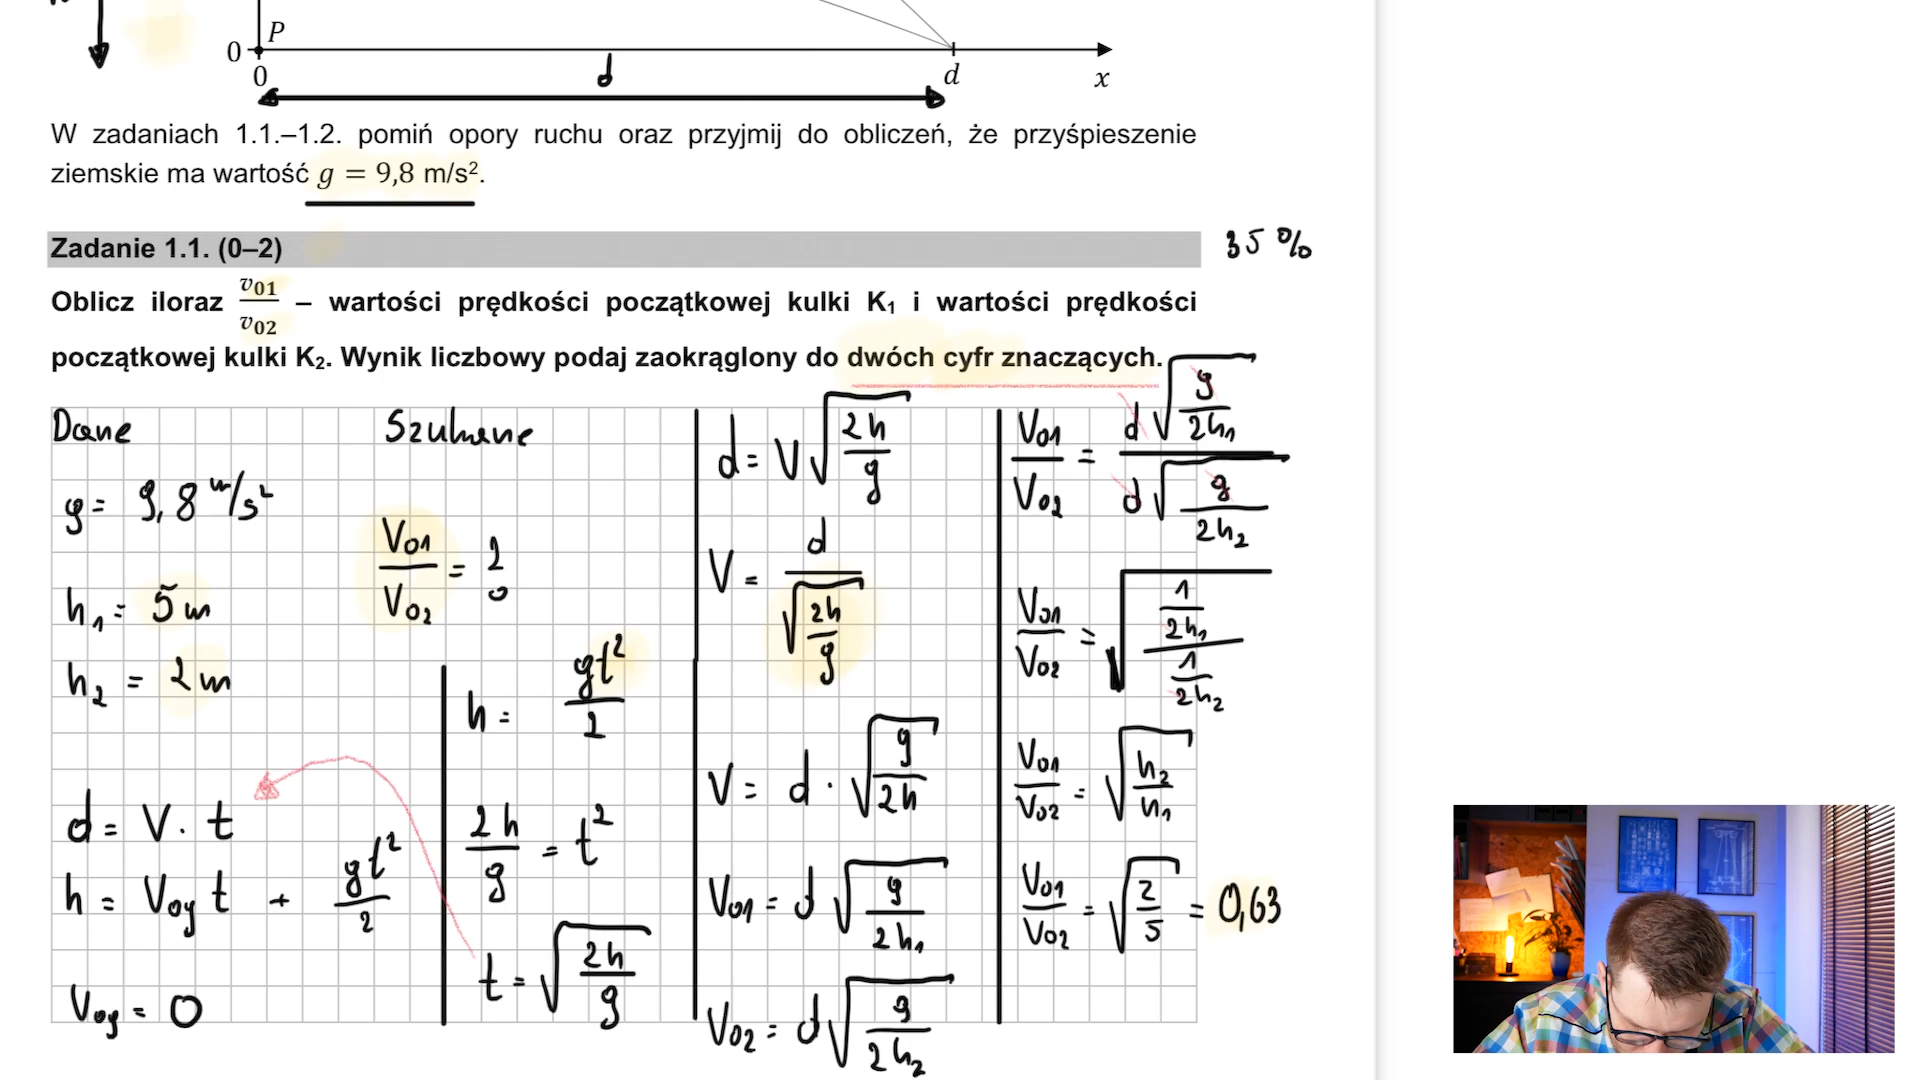 P
0
0
d
d
x
W zadaniach 1.1.–1.2. pomiń opory ruchu oraz przyjmij do obliczeń, że przyśpieszenie
ziemskie ma wartość g = 9,8 m/s².
Zadanie 1.1. (0–2)
35 %
Oblicz iloraz v₀₁/v₀₂ – wartości prędkości początkowej kulki K₁ i wartości prędkości
początkowej kulki K₂. Wynik liczbowy podaj zaokrąglony do dwóch cyfr znaczących.
Dane
g = 9,8 m/s²
h₁ = 5 m
h₂ = 2 m
d = V · t
h = V₀y t + gt²/2
V₀y = 0
Szukane
V₀₁/V₀₂ = ?
h = gt²/2
2h/g = t²
t = √(2h/g)
d = V√(2h/g)
V = d/√(2h/g)
V = d · √(g/2h)
V₀₁ = d√(g/2h₁)
V₀₂ = d√(g/2h₂)
V₀₁/V₀₂ = d√(g/2h₁) / d√(g/2h₂)
V₀₁/V₀₂ = √((1/2h₁)/(1/2h₂))
V₀₁/V₀₂ = √(h₂/h₁)
V₀₁/V₀₂ = √(2/5) = 0,63